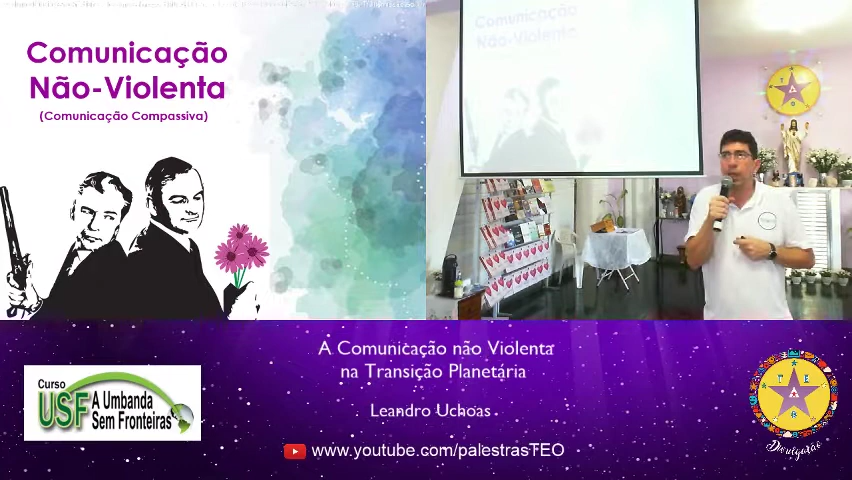 Comunicação
Não-Violenta
(Comunicação Compassiva)
Comunicação
Não-Violenta
A Comunicação não Violenta
na Transição Planetária
Leandro Uchoas
www.youtube.com/palestrasTEO
Curso
USF A Umbanda
Sem Fronteiras
Divulgação